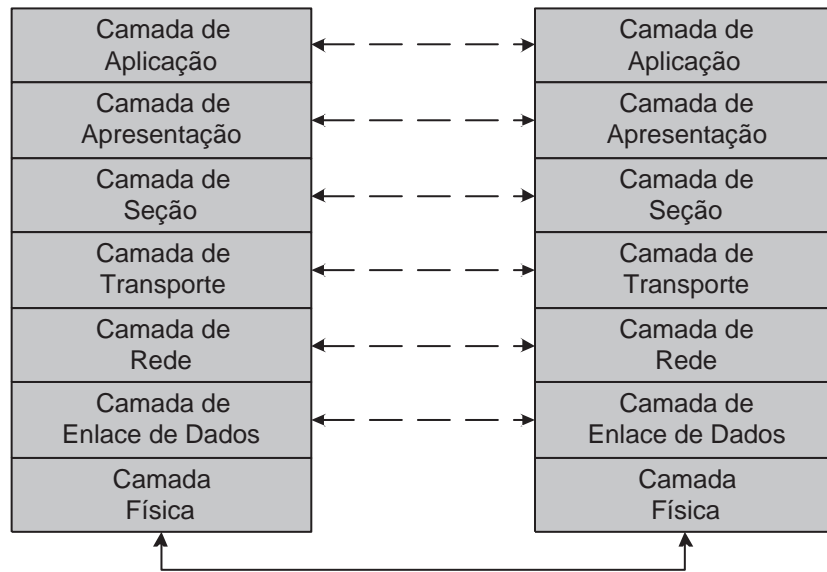 Camada de
Aplicação
Camada de
Apresentação
Camada de
Seção
Camada de
Transporte
Camada de
Rede
Camada de
Enlace de Dados
Camada
Física
Camada de
Aplicação
Camada de
Apresentação
Camada de
Seção
Camada de
Transporte
Camada de
Rede
Camada de
Enlace de Dados
Camada
Física